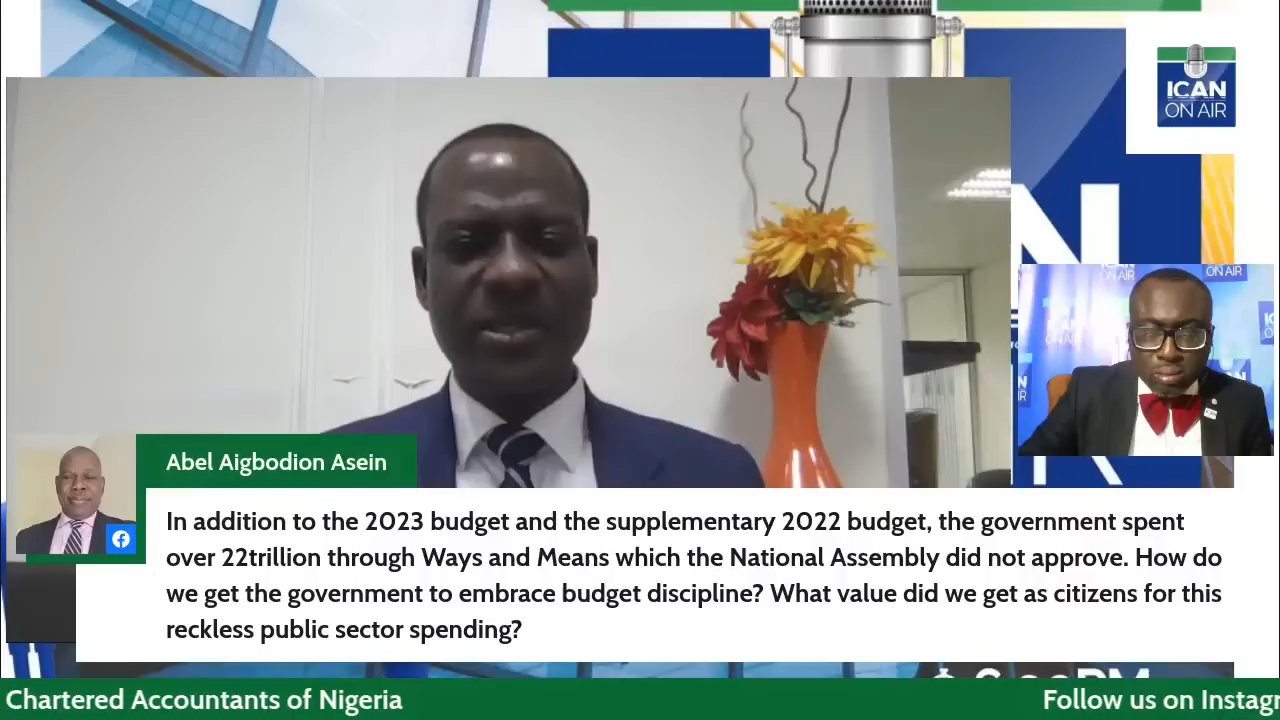 ICAN
ON AIR
ON AIR
ON AIR
Abel Aigbodion Asein
In addition to the 2023 budget and the supplementary 2022 budget, the government spent
over 22trillion through Ways and Means which the National Assembly did not approve. How do
we get the government to embrace budget discipline? What value did we get as citizens for this
reckless public sector spending?
Chartered Accountants of Nigeria
Follow us on Instagr